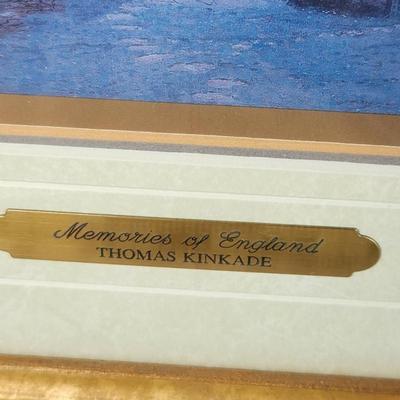 Memories of England
THOMAS KINKADE